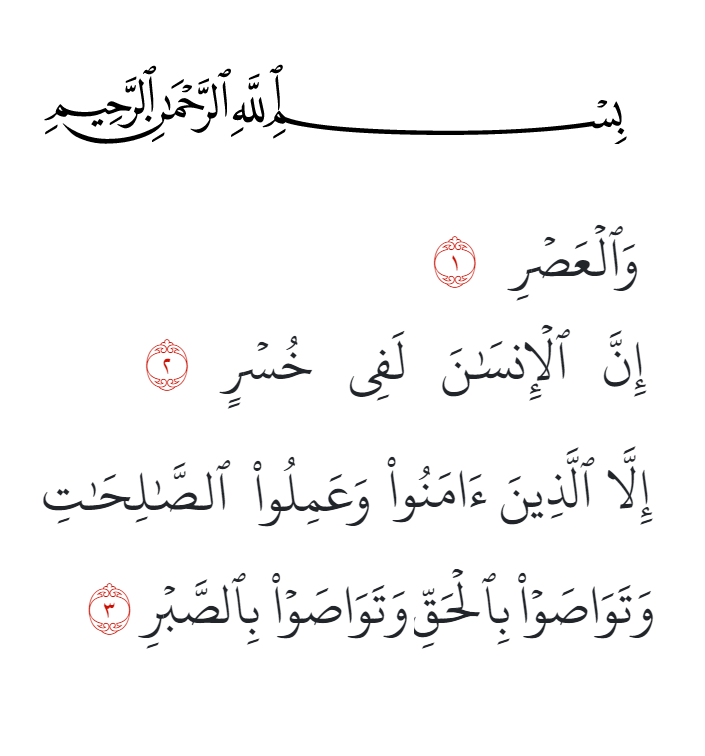 بِسْمِ ٱللَّهِ ٱلرَّحْمَٰنِ ٱلرَّحِيمِ
وَٱلْعَصْرِ ١
إِنَّ ٱلْإِنسَـٰنَ لَفِى خُسْرٍ ٢
إِلَّا ٱلَّذِينَ ءَامَنُوا۟ وَعَمِلُوا۟ ٱلصَّـٰلِحَـٰتِ
وَتَوَاصَوْا۟ بِٱلْحَقِّ وَتَوَاصَوْا۟ بِٱلصَّبْرِ ٣